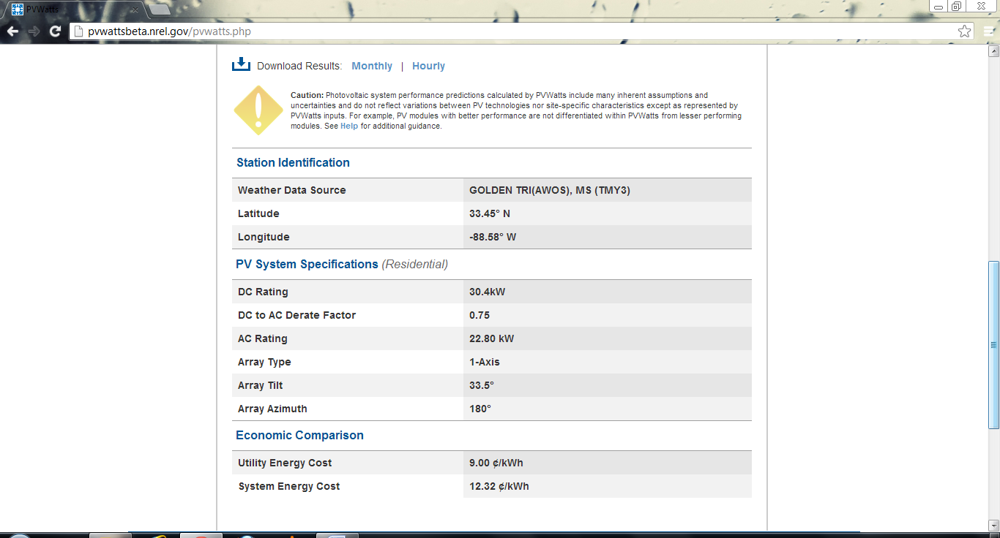 PVWatts
pvwattsbeta.nrel.gov/pvwatts.php
Download Results: Monthly | Hourly
Caution: Photovoltaic system performance predictions calculated by PVWatts include many inherent assumptions and
uncertainties and do not reflect variations between PV technologies nor site-specific characteristics except as represented by
PVWatts inputs. For example, PV modules with better performance are not differentiated within PVWatts from lesser performing
modules. See Help for additional guidance.
Station Identification
Weather Data Source GOLDEN TRI(AWOS), MS (TMY3)
Latitude 33.45° N
Longitude -88.58° W
PV System Specifications (Residential)
DC Rating 30.4kW
DC to AC Derate Factor 0.75
AC Rating 22.80 kW
Array Type 1-Axis
Array Tilt 33.5°
Array Azimuth 180°
Economic Comparison
Utility Energy Cost 9.00 ¢/kWh
System Energy Cost 12.32 ¢/kWh